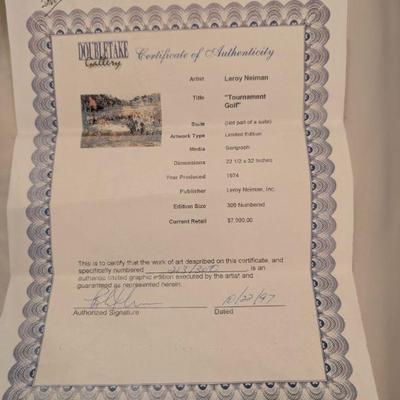 DOUBLETAKE
Gallery
Certificate of Authenticity
Artist Leroy Neiman
Title "Tournament
Golf"
Suite (Not part of a suite)
Artwork Type Limited Edition
Media Serigraph
Dimensions 22 1/2 x 32 Inches
Year Produced 1974
Publisher Leroy Neiman, Inc.
Edition Size 300 Numbered
Current Retail $7,000.00
This is to certify that the work of art described on this certificate, and
specifically numbered 213/300 is an
authentic limited graphic edition executed by the artist and
guaranteed as represented herein.
Authorized Signature
10/22/97
Dated